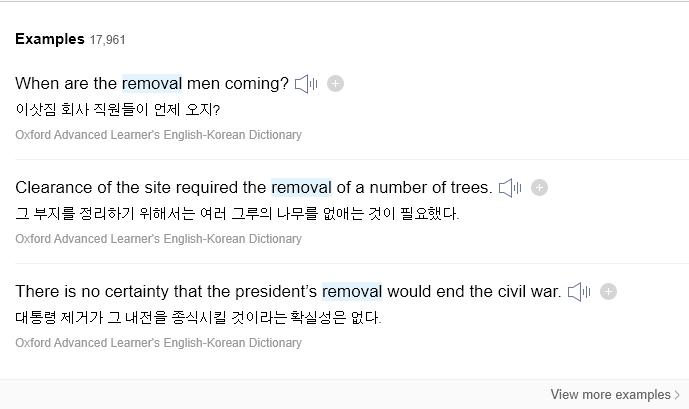 Examples 17,961
When are the removal men coming?
이삿짐 회사 직원들이 언제 오지?
Oxford Advanced Learner's English-Korean Dictionary
Clearance of the site required the removal of a number of trees.
그 부지를 정리하기 위해서는 여러 그루의 나무를 없애는 것이 필요했다.
Oxford Advanced Learner's English-Korean Dictionary
There is no certainty that the president’s removal would end the civil war.
대통령 제거가 그 내전을 종식시킬 것이라는 확실성은 없다.
Oxford Advanced Learner's English-Korean Dictionary
View more examples